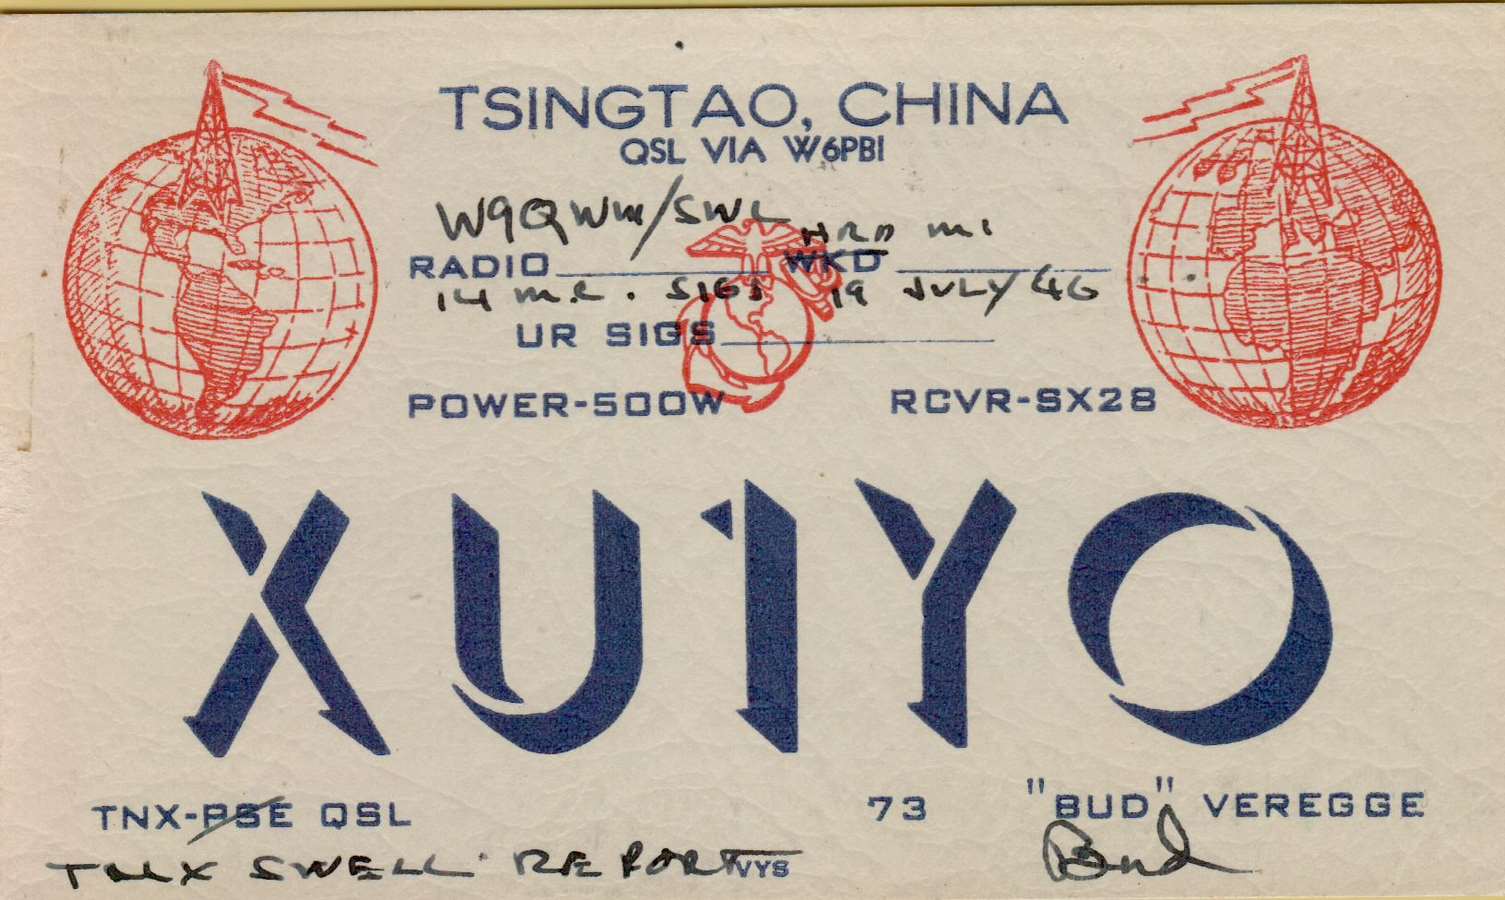 TSINGTAO, CHINA
QSL VIA W6PBI
W9QWM/SWL HRD MI
RADIO WKD
14 M.C. SIGS 19 JULY 46
UR SIGS
POWER-500W RCVR-SX28
XU1YO
TNX-PSE QSL 73 "BUD" VEREGGE
TNX SWELL REPORT VYS Bud